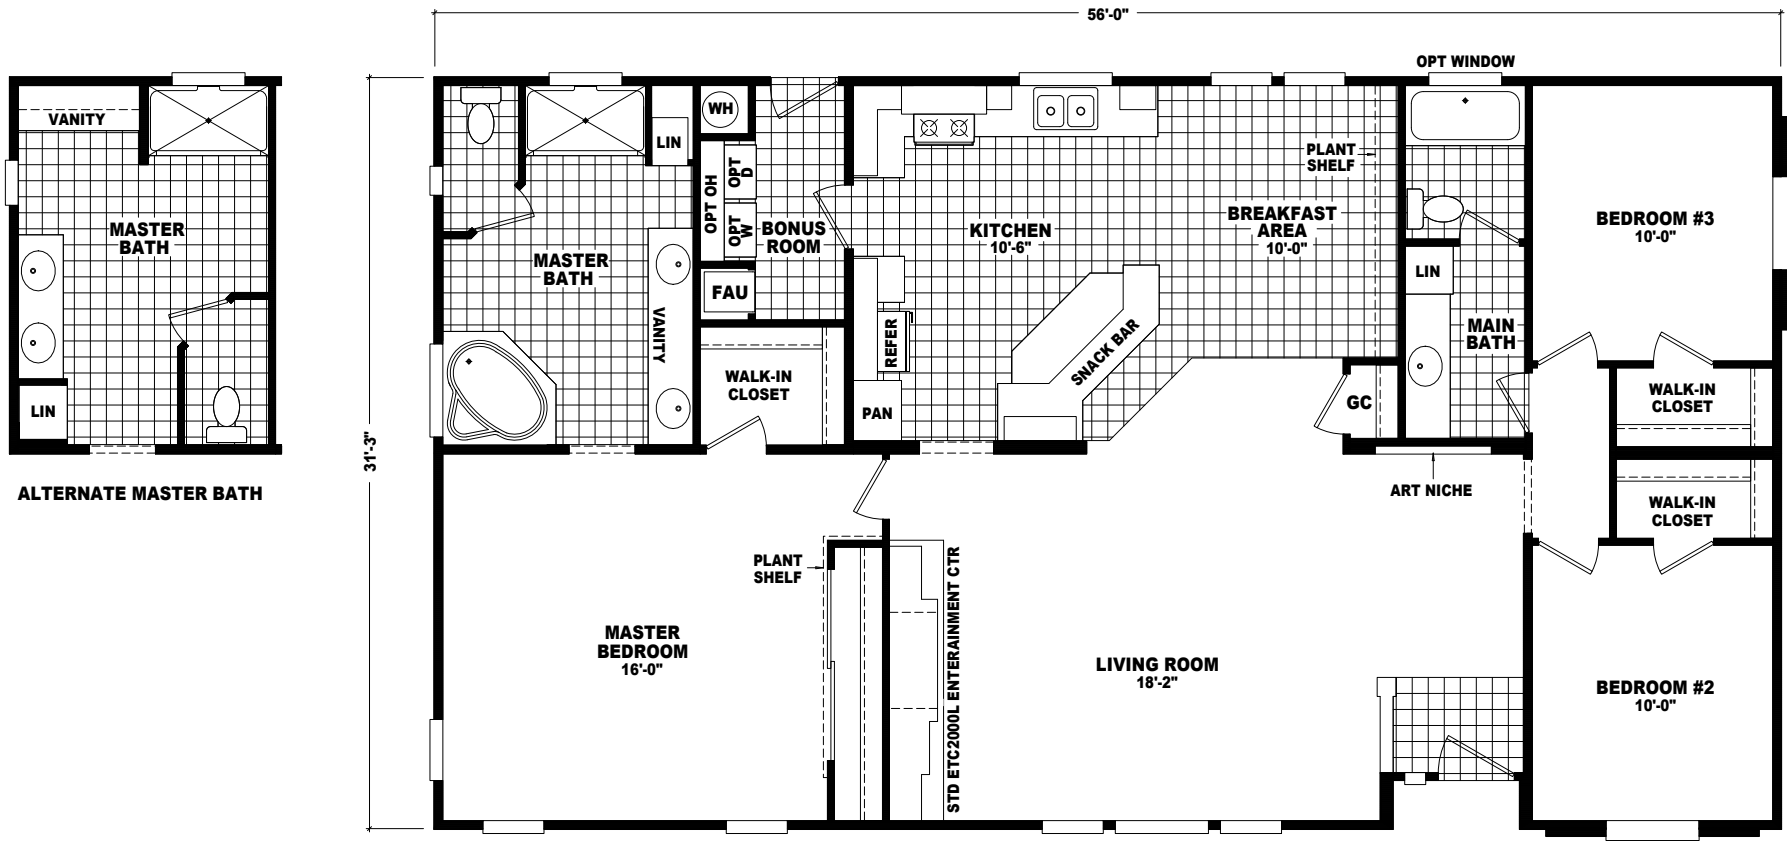 56'-0"
31'-3"
VANITY
MASTER
BATH
LIN
ALTERNATE MASTER BATH
LIN
WH
OPT OH
OPT
D
OPT
W
BONUS
ROOM
FAU
MASTER
BATH
VANITY
WALK-IN
CLOSET
KITCHEN
10'-6"
REFER
PAN
SNACK BAR
BREAKFAST
AREA
10'-0"
PLANT
SHELF
GC
OPT WINDOW
LIN
MAIN
BATH
ART NICHE
BEDROOM #3
10'-0"
WALK-IN
CLOSET
WALK-IN
CLOSET
BEDROOM #2
10'-0"
PLANT
SHELF
MASTER
BEDROOM
16'-0"
STD ETC2000L ENTERAINMENT CTR
LIVING ROOM
18'-2"